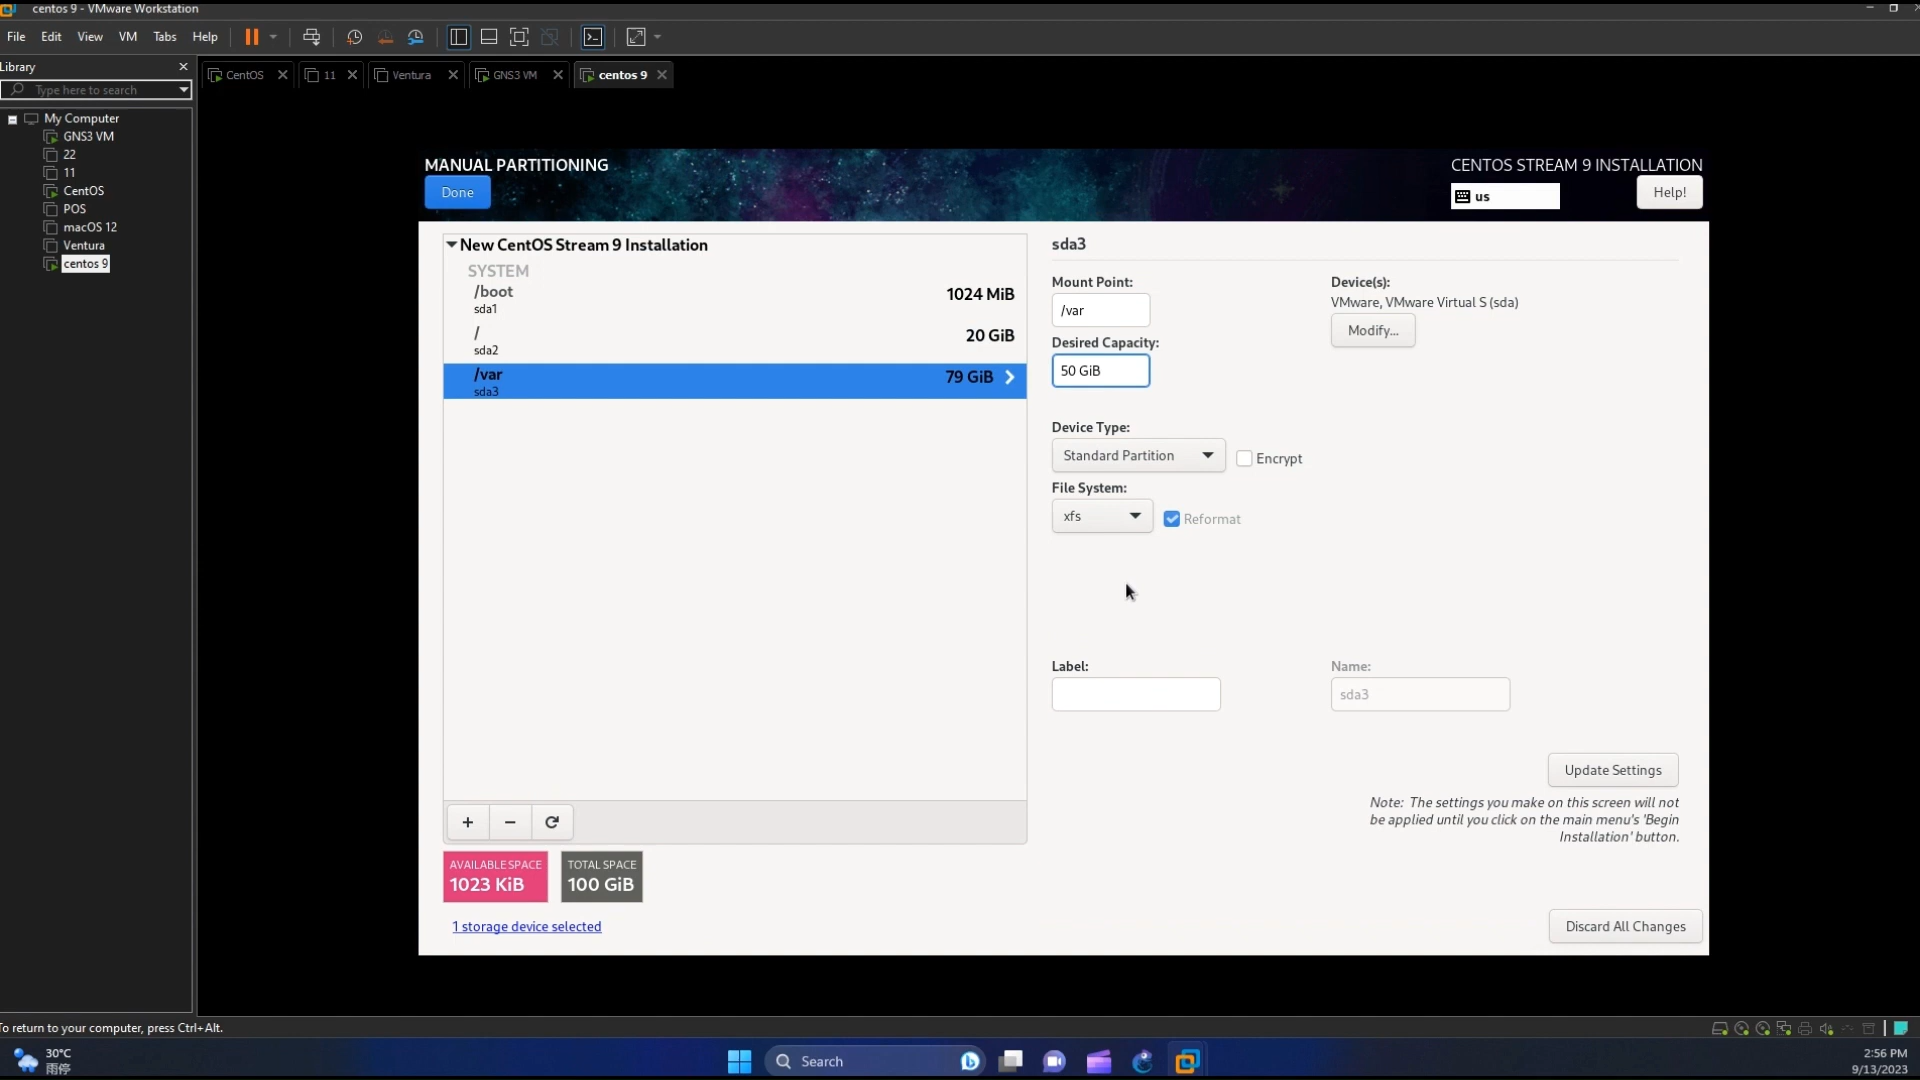 centos 9 - VMware Workstation
File Edit View VM Tabs Help
Library
Type here to search
CentOS
11
Ventura
GNS3 VM
centos 9
My Computer
GNS3 VM
22
11
CentOS
POS
macOS 12
Ventura
centos 9
MANUAL PARTITIONING
Done
CENTOS STREAM 9 INSTALLATION
us
Help!
New CentOS Stream 9 Installation
SYSTEM
/boot
1024 MiB
sda1
/
20 GiB
sda2
/var
79 GiB
sda3
sda3
Mount Point:
/var
Device(s):
VMware, VMware Virtual S (sda)
Modify...
Desired Capacity:
50 GiB
Device Type:
Standard Partition
Encrypt
File System:
xfs
Reformat
Label:
Name:
sda3
Update Settings
Note: The settings you make on this screen will not
be applied until you click on the main menu's 'Begin
Installation' button.
+ -
AVAILABLE SPACE
1023 KiB
TOTAL SPACE
100 GiB
1 storage device selected
Discard All Changes
To return to your computer, press Ctrl+Alt.
30°C
雨停
Search
2:56 PM
9/13/2023